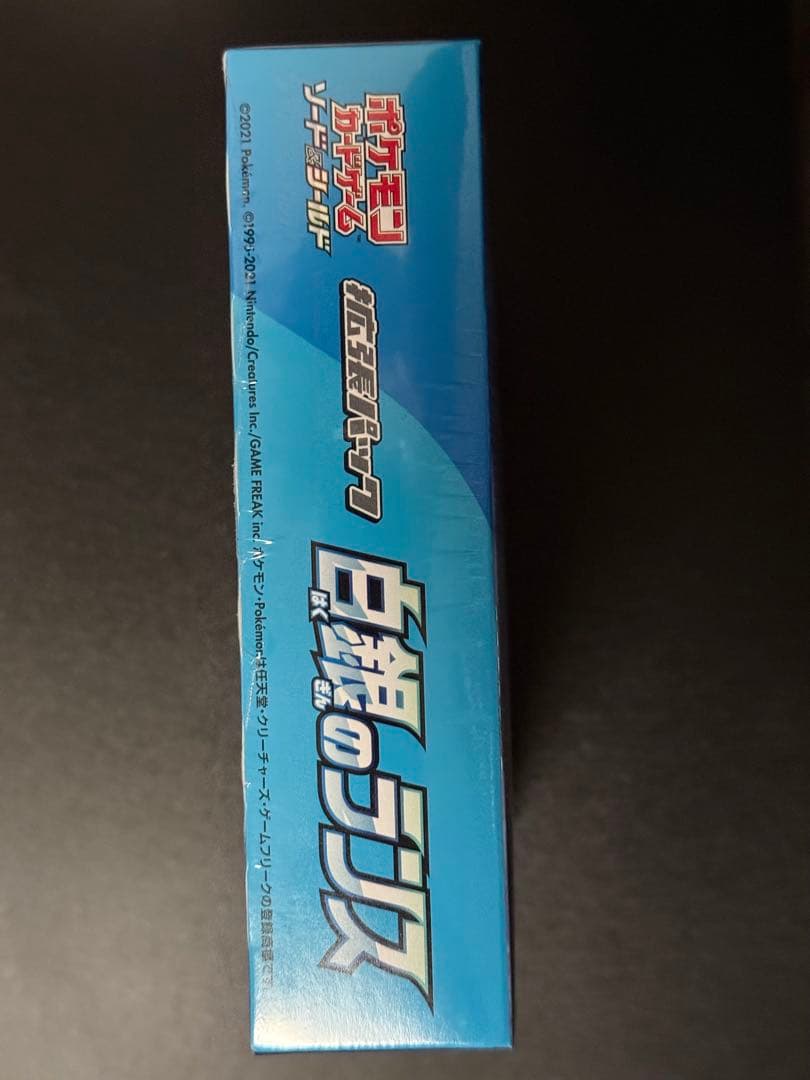 ポケモン
カードゲーム™
ソード&シールド
拡張パック
白銀のランス
はく ぎん
©2021 Pokémon. ©1995-2021 Nintendo/Creatures Inc./GAME FREAK inc. ポケモン・Pokémonは任天堂・クリーチャーズ・ゲームフリークの登録商標です